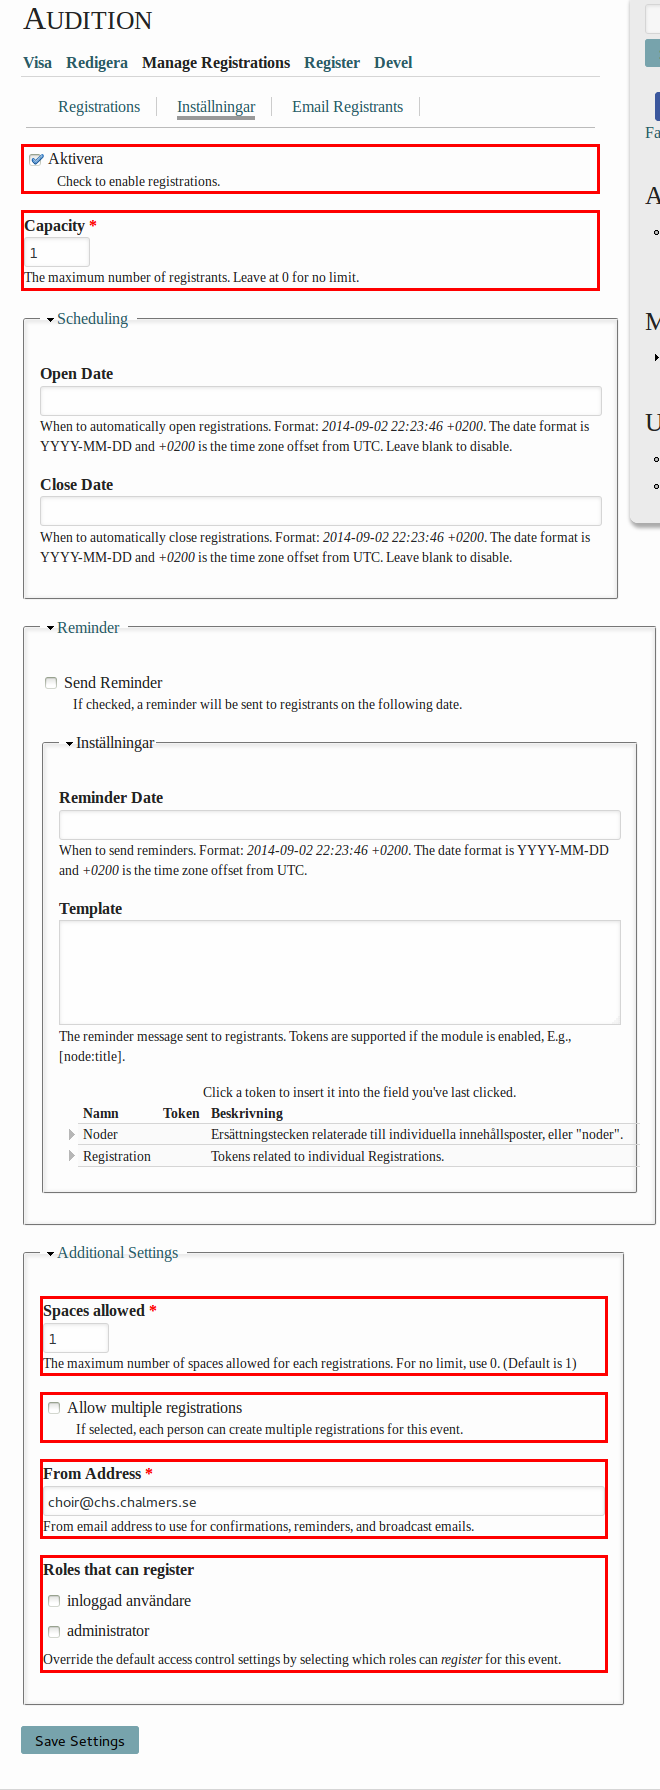 AUDITION
Visa Redigera Manage Registrations Register Devel
Registrations Inställningar Email Registrants
Aktivera
Check to enable registrations.
Capacity *
1
The maximum number of registrants. Leave at 0 for no limit.
Scheduling
Open Date
When to automatically open registrations. Format: 2014-09-02 22:23:46 +0200. The date format is
YYYY-MM-DD and +0200 is the time zone offset from UTC. Leave blank to disable.
Close Date
When to automatically close registrations. Format: 2014-09-02 22:23:46 +0200. The date format is
YYYY-MM-DD and +0200 is the time zone offset from UTC. Leave blank to disable.
Reminder
Send Reminder
If checked, a reminder will be sent to registrants on the following date.
Inställningar
Reminder Date
When to send reminders. Format: 2014-09-02 22:23:46 +0200. The date format is YYYY-MM-DD
and +0200 is the time zone offset from UTC.
Template
The reminder message sent to registrants. Tokens are supported if the module is enabled, E.g.,
[node:title].
Click a token to insert it into the field you've last clicked.
Namn Token Beskrivning
Noder Ersättningstecken relaterade till individuella innehållsposter, eller "noder".
Registration Tokens related to individual Registrations.
Additional Settings
Spaces allowed *
1
The maximum number of spaces allowed for each registrations. For no limit, use 0. (Default is 1)
Allow multiple registrations
If selected, each person can create multiple registrations for this event.
From Address *
choir@chs.chalmers.se
From email address to use for confirmations, reminders, and broadcast emails.
Roles that can register
inloggad användare
administrator
Override the default access control settings by selecting which roles can register for this event.
Save Settings
Fa
A
M
U